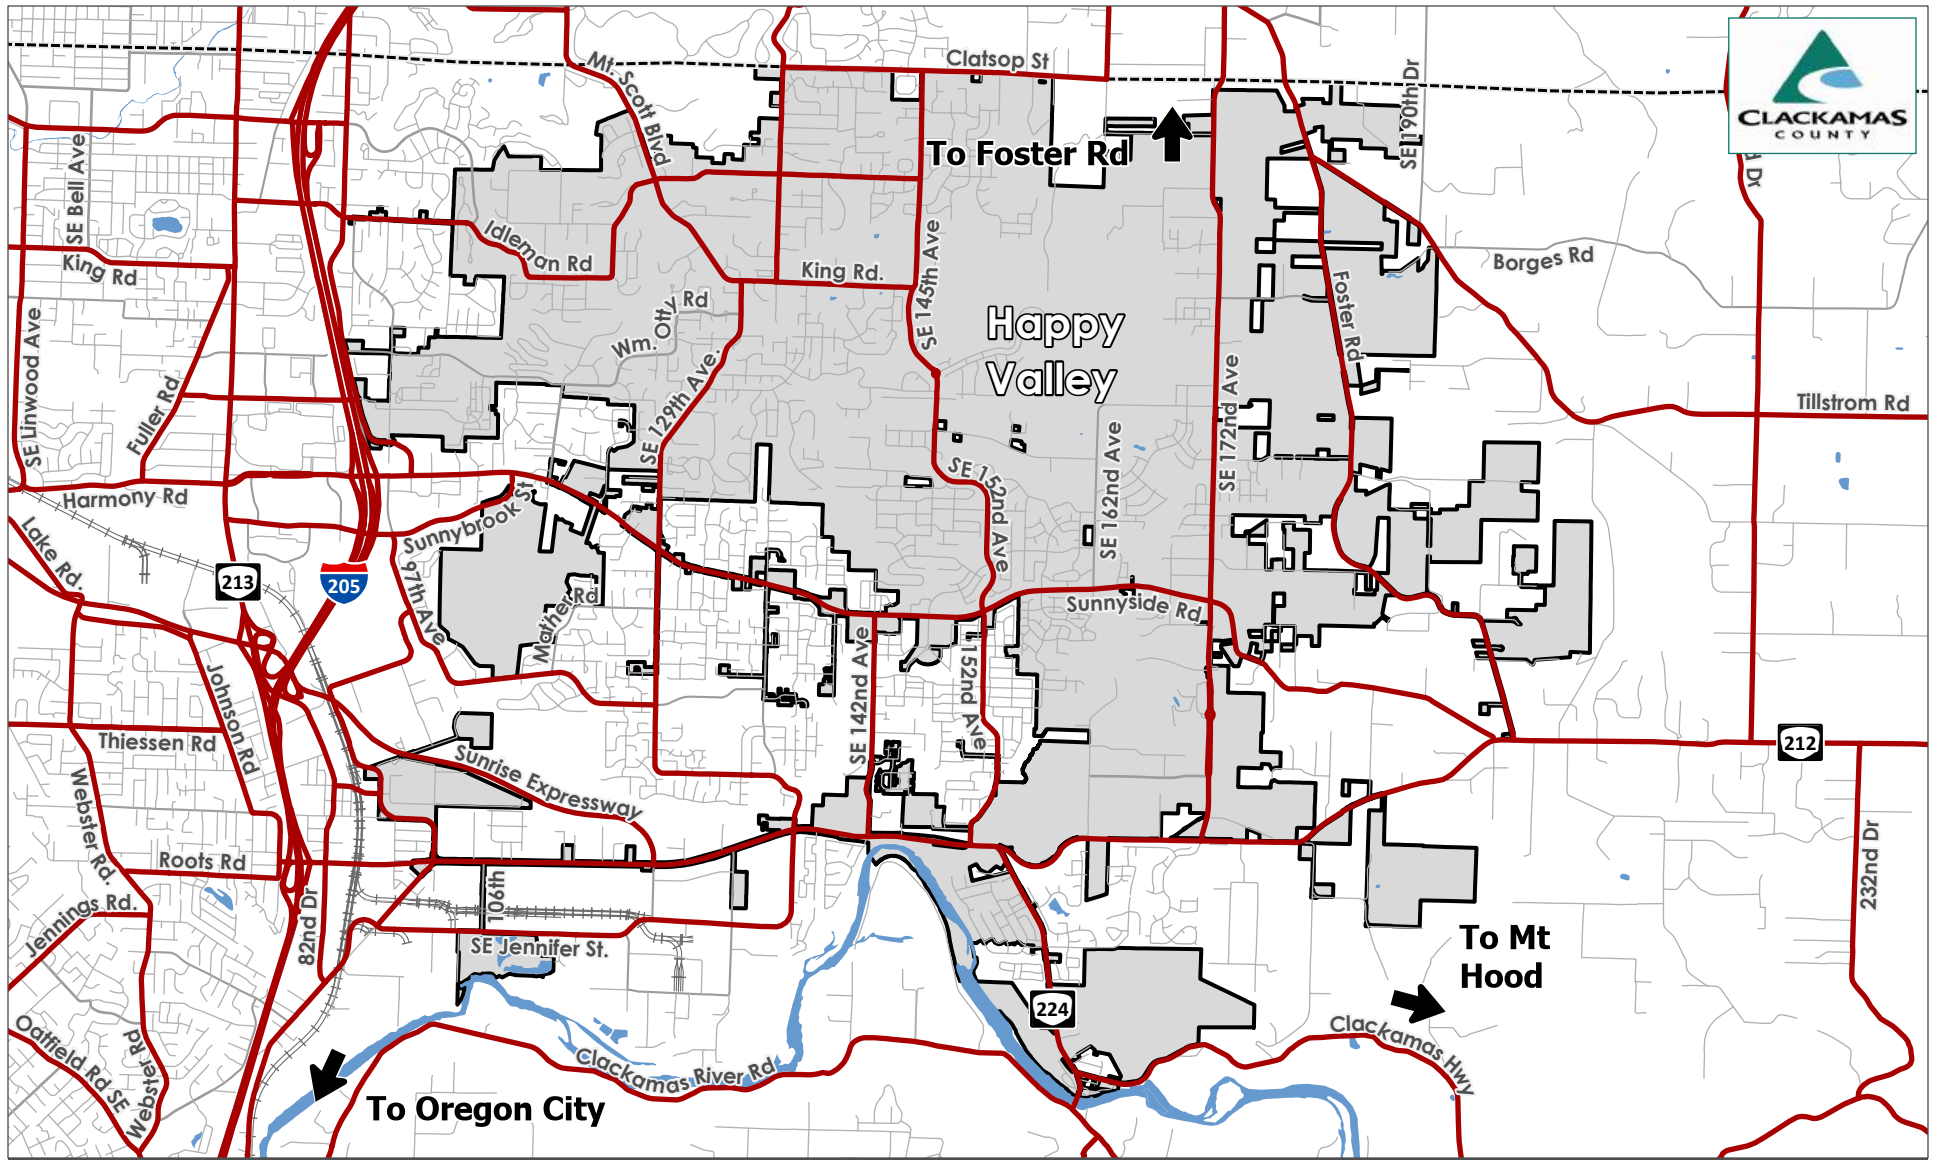 Clatsop St
Mt. Scott Blvd
SE 190th Dr
CLACKAMAS
COUNTY
SE Bell Ave
To Foster Rd
Dr
Idleman Rd
King Rd
King Rd.
SE 145th Ave
Borges Rd
Foster Rd
Wm. Otty Rd
Happy
Valley
SE Linwood Ave
Fuller Rd
SE 129th Ave.
SE 172nd Ave
Tillstrom Rd
SE 162nd Ave
SE 152nd Ave
Harmony Rd
Sunnybrook St
Lake Rd.
213
205
97th Ave
Mather Rd
Sunnyside Rd
SE 142nd Ave
152nd Ave
Johnson Rd
Thiessen Rd
212
Sunrise Expressway
Webster Rd.
Roots Rd
232nd Dr
106th
Jennings Rd.
82nd Dr
SE Jennifer St.
To Mt
Hood
224
Clackamas Hwy
Oatfield Rd SE
Webster Rd
Clackamas River Rd
To Oregon City